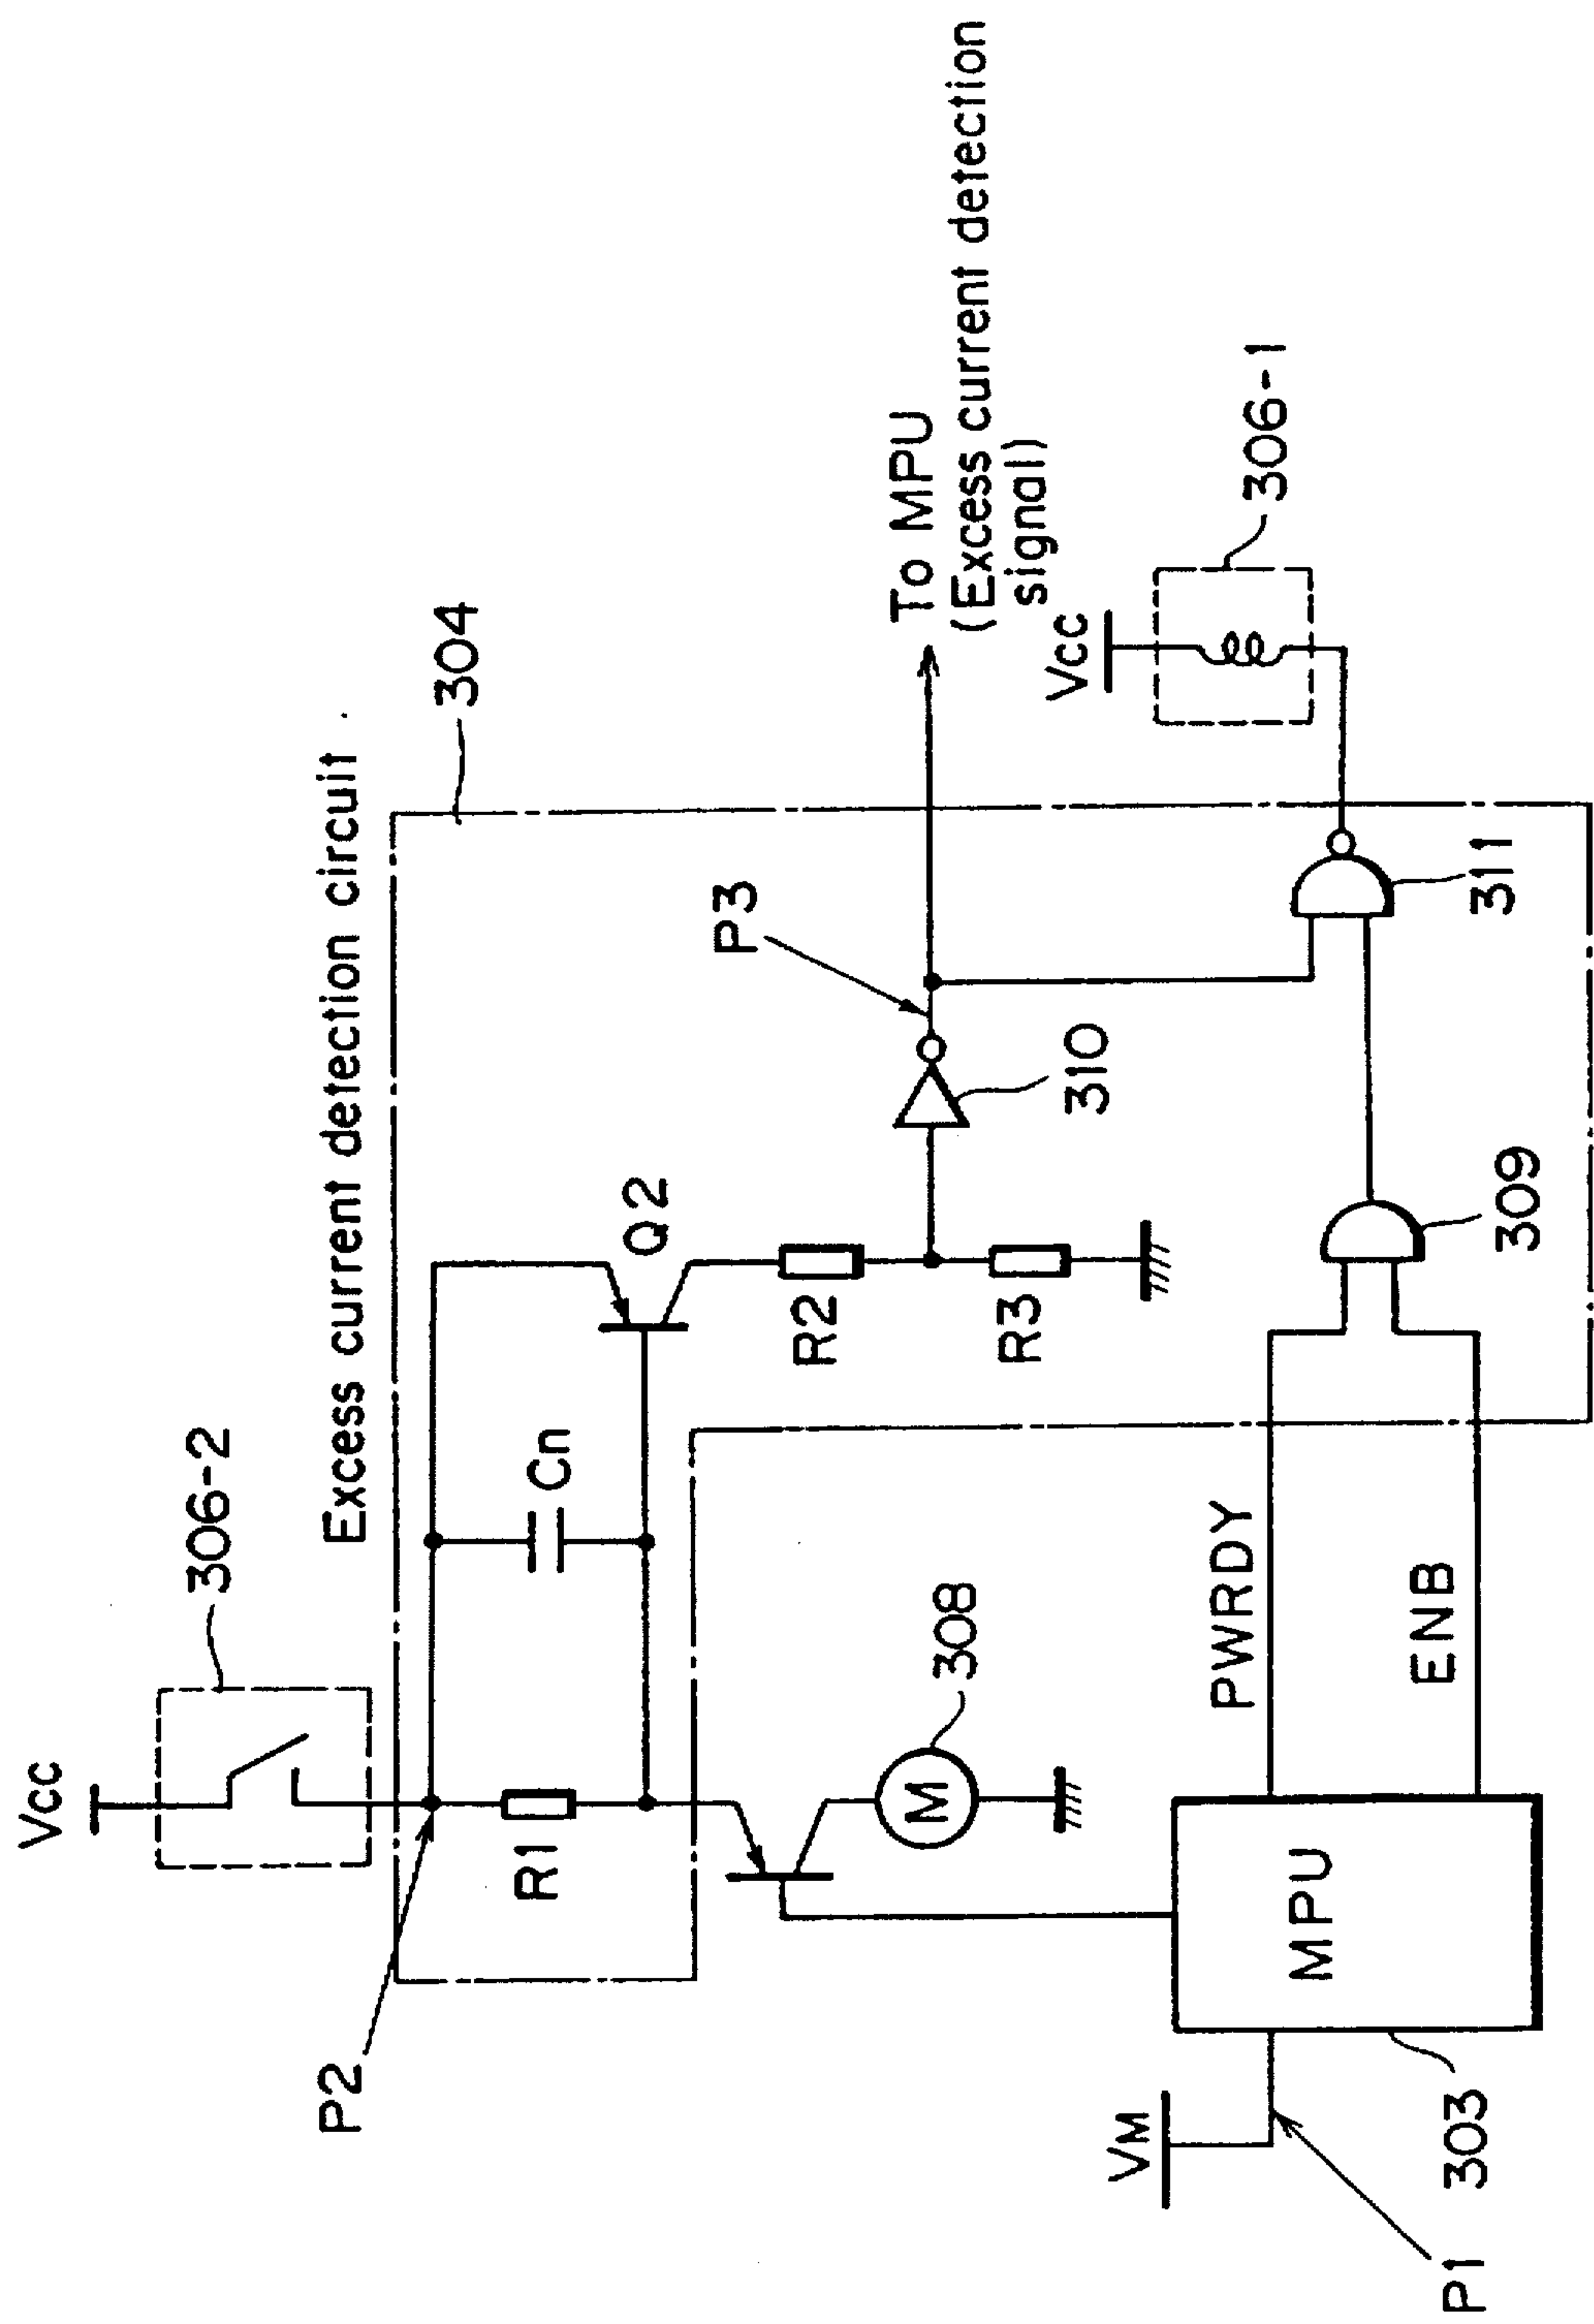 Vcc
306-2
Excess current detection circuit
304
P2
R1
Cn
Q2
R2
R3
P3
310
To MPU
(Excess current detection
signal)
Vcc
306-1
308
M
VM
P1
303
MPU
PWRDY
ENB
309
311